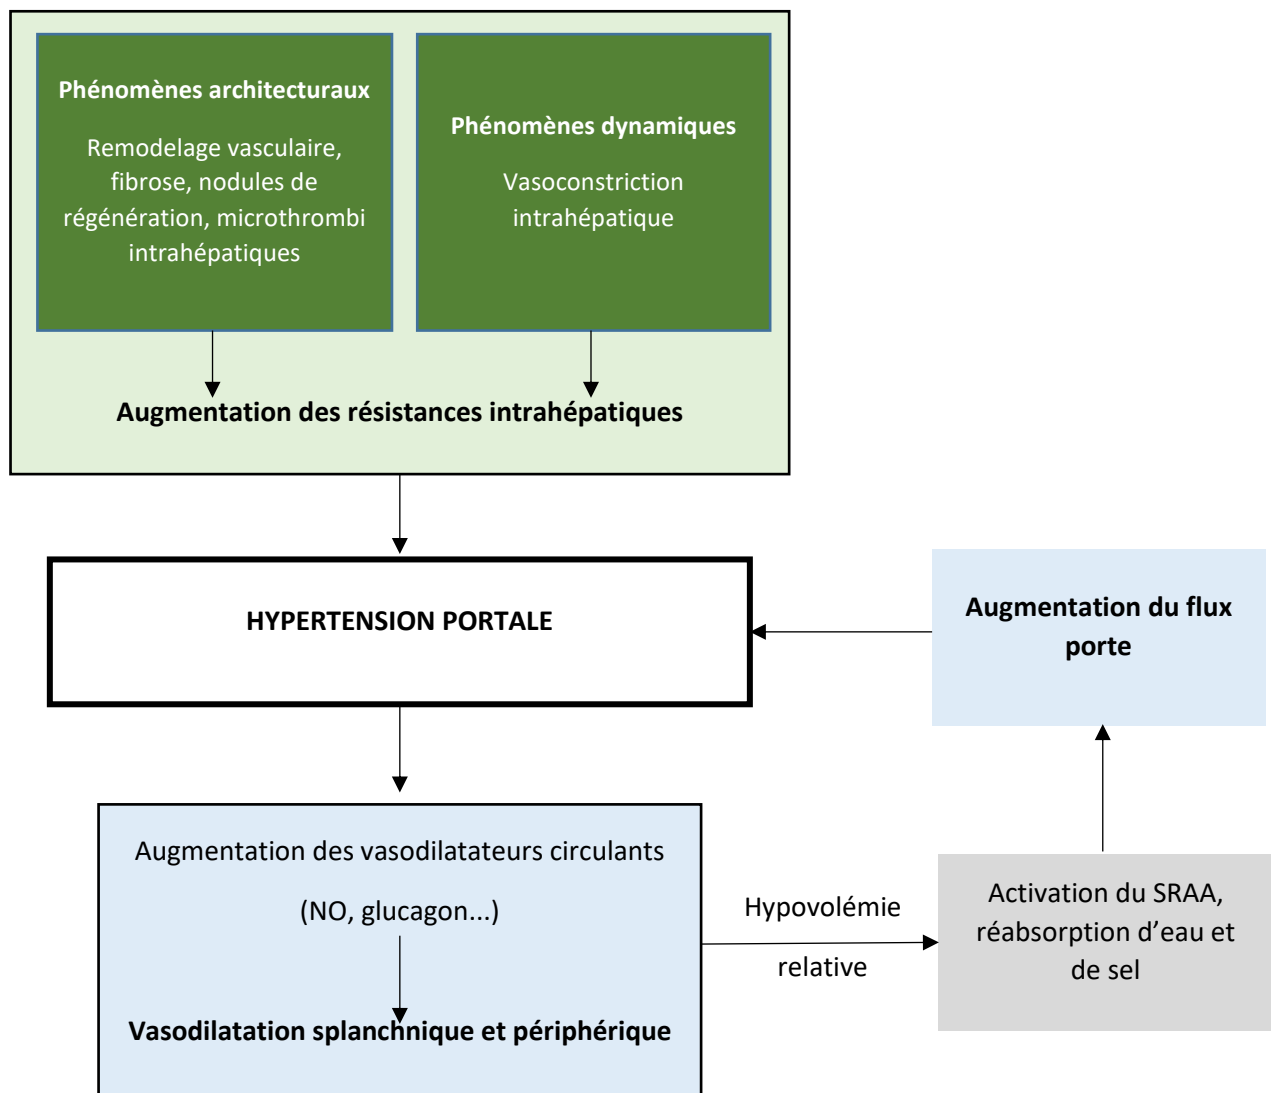 Phénomènes architecturaux
Remodelage vasculaire,
fibrose, nodules de
régénération, microthrombi
intrahépatiques
Phénomènes dynamiques
Vasoconstriction
intrahépatique
Augmentation des résistances intrahépatiques
HYPERTENSION PORTALE
Augmentation du flux
porte
Augmentation des vasodilatateurs circulants
(NO, glucagon...)
Vasodilatation splanchnique et périphérique
Hypovolémie
relative
Activation du SRAA,
réabsorption d’eau et
de sel